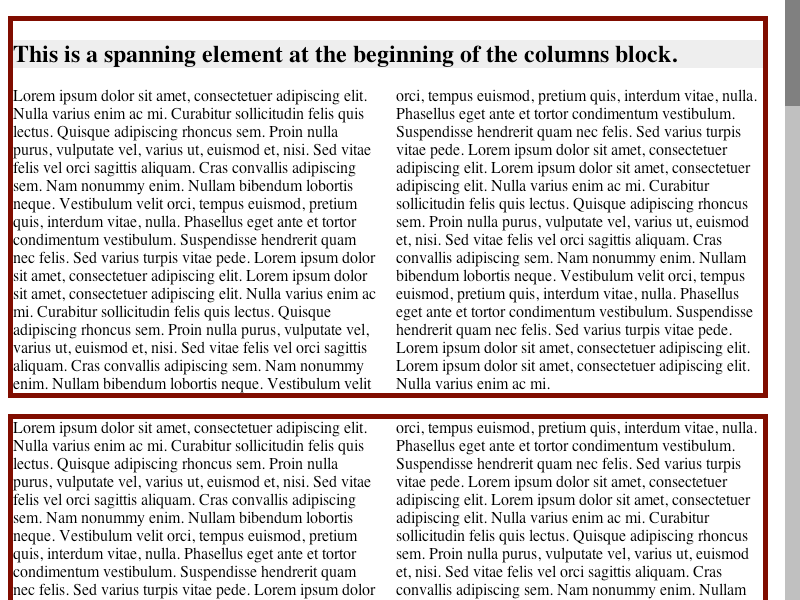 This is a spanning element at the beginning of the columns block.
Lorem ipsum dolor sit amet, consectetuer adipiscing elit.
Nulla varius enim ac mi. Curabitur sollicitudin felis quis
lectus. Quisque adipiscing rhoncus sem. Proin nulla
purus, vulputate vel, varius ut, euismod et, nisi. Sed vitae
felis vel orci sagittis aliquam. Cras convallis adipiscing
sem. Nam nonummy enim. Nullam bibendum lobortis
neque. Vestibulum velit orci, tempus euismod, pretium
quis, interdum vitae, nulla. Phasellus eget ante et tortor
condimentum vestibulum. Suspendisse hendrerit quam
nec felis. Sed varius turpis vitae pede. Lorem ipsum dolor
sit amet, consectetuer adipiscing elit. Lorem ipsum dolor
sit amet, consectetuer adipiscing elit. Nulla varius enim ac
mi. Curabitur sollicitudin felis quis lectus. Quisque
adipiscing rhoncus sem. Proin nulla purus, vulputate vel,
varius ut, euismod et, nisi. Sed vitae felis vel orci sagittis
aliquam. Cras convallis adipiscing sem. Nam nonummy
enim. Nullam bibendum lobortis neque. Vestibulum velit
orci, tempus euismod, pretium quis, interdum vitae, nulla.
Phasellus eget ante et tortor condimentum vestibulum.
Suspendisse hendrerit quam nec felis. Sed varius turpis
vitae pede. Lorem ipsum dolor sit amet, consectetuer
adipiscing elit. Lorem ipsum dolor sit amet, consectetuer
adipiscing elit. Nulla varius enim ac mi. Curabitur
sollicitudin felis quis lectus. Quisque adipiscing rhoncus
sem. Proin nulla purus, vulputate vel, varius ut, euismod
et, nisi. Sed vitae felis vel orci sagittis aliquam. Cras
convallis adipiscing sem. Nam nonummy enim. Nullam
bibendum lobortis neque. Vestibulum velit orci, tempus
euismod, pretium quis, interdum vitae, nulla. Phasellus
eget ante et tortor condimentum vestibulum. Suspendisse
hendrerit quam nec felis. Sed varius turpis vitae pede.
Lorem ipsum dolor sit amet, consectetuer adipiscing elit.
Lorem ipsum dolor sit amet, consectetuer adipiscing elit.
Nulla varius enim ac mi.
Lorem ipsum dolor sit amet, consectetuer adipiscing elit.
Nulla varius enim ac mi. Curabitur sollicitudin felis quis
lectus. Quisque adipiscing rhoncus sem. Proin nulla
purus, vulputate vel, varius ut, euismod et, nisi. Sed vitae
felis vel orci sagittis aliquam. Cras convallis adipiscing
sem. Nam nonummy enim. Nullam bibendum lobortis
neque. Vestibulum velit orci, tempus euismod, pretium
quis, interdum vitae, nulla. Phasellus eget ante et tortor
condimentum vestibulum. Suspendisse hendrerit quam
nec felis. Sed varius turpis vitae pede. Lorem ipsum dolor
orci, tempus euismod, pretium quis, interdum vitae, nulla.
Phasellus eget ante et tortor condimentum vestibulum.
Suspendisse hendrerit quam nec felis. Sed varius turpis
vitae pede. Lorem ipsum dolor sit amet, consectetuer
adipiscing elit. Lorem ipsum dolor sit amet, consectetuer
adipiscing elit. Nulla varius enim ac mi. Curabitur
sollicitudin felis quis lectus. Quisque adipiscing rhoncus
sem. Proin nulla purus, vulputate vel, varius ut, euismod
et, nisi. Sed vitae felis vel orci sagittis aliquam. Cras
convallis adipiscing sem. Nam nonummy enim. Nullam